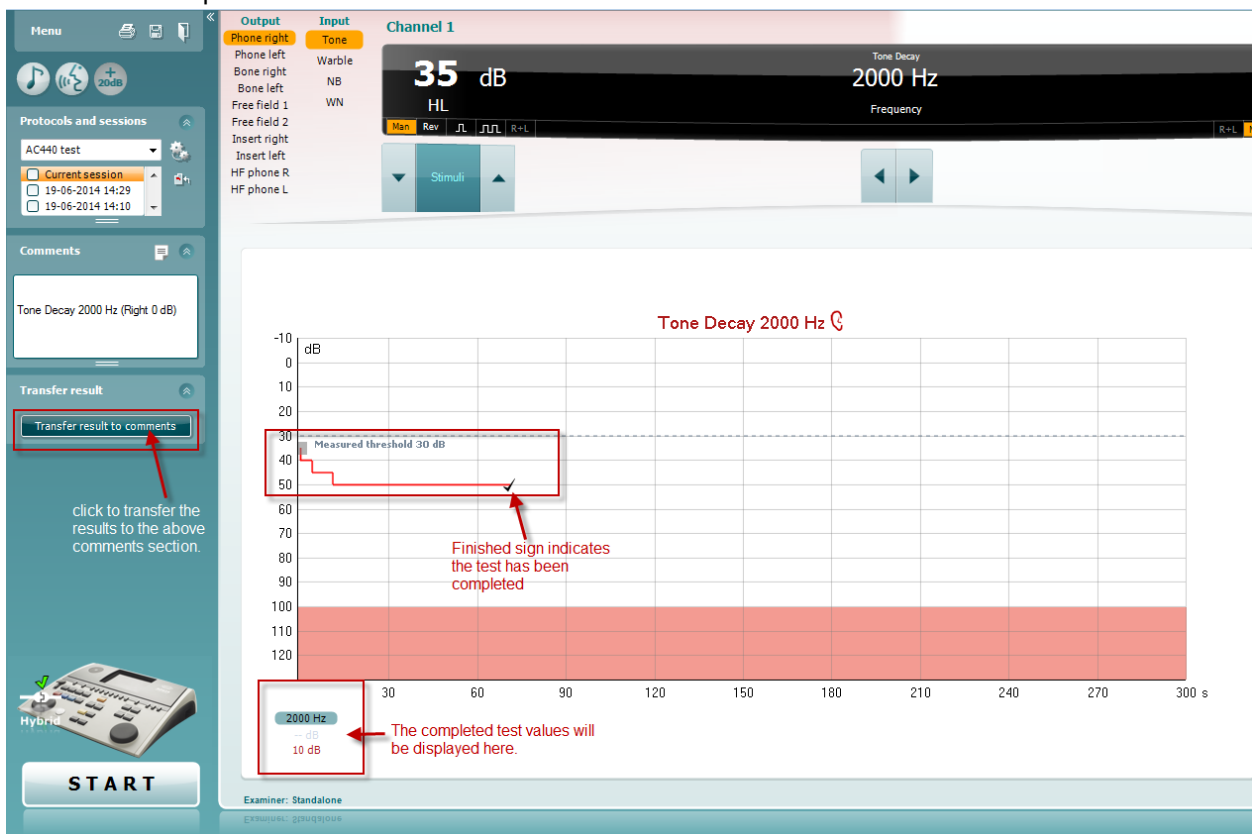 Menu
20dB
Protocols and sessions
AC440 test
Current session
19-06-2014 14:29
19-06-2014 14:10
Comments
Tone Decay 2000 Hz (Right 0 dB)
Transfer result
Transfer result to comments
click to transfer the
results to the above
comments section.
Hybrid
START
Output
Phone right
Phone left
Bone right
Bone left
Free field 1
Free field 2
Insert right
Insert left
HF phone R
HF phone L
Input
Tone
Warble
NB
WN
Channel 1
35 dB
HL
Man Rev R+L
Tone Decay
2000 Hz
Frequency
R+L
Stimuli
Tone Decay 2000 Hz
dB
-10
0
10
20
30
40
50
60
70
80
90
100
110
120
Measured threshold 30 dB
Finished sign indicates
the test has been
completed
30 60 90 120 150 180 210 240 270 300 s
2000 Hz
-- dB
10 dB
The completed test values will
be displayed here.
Examiner: Standalone